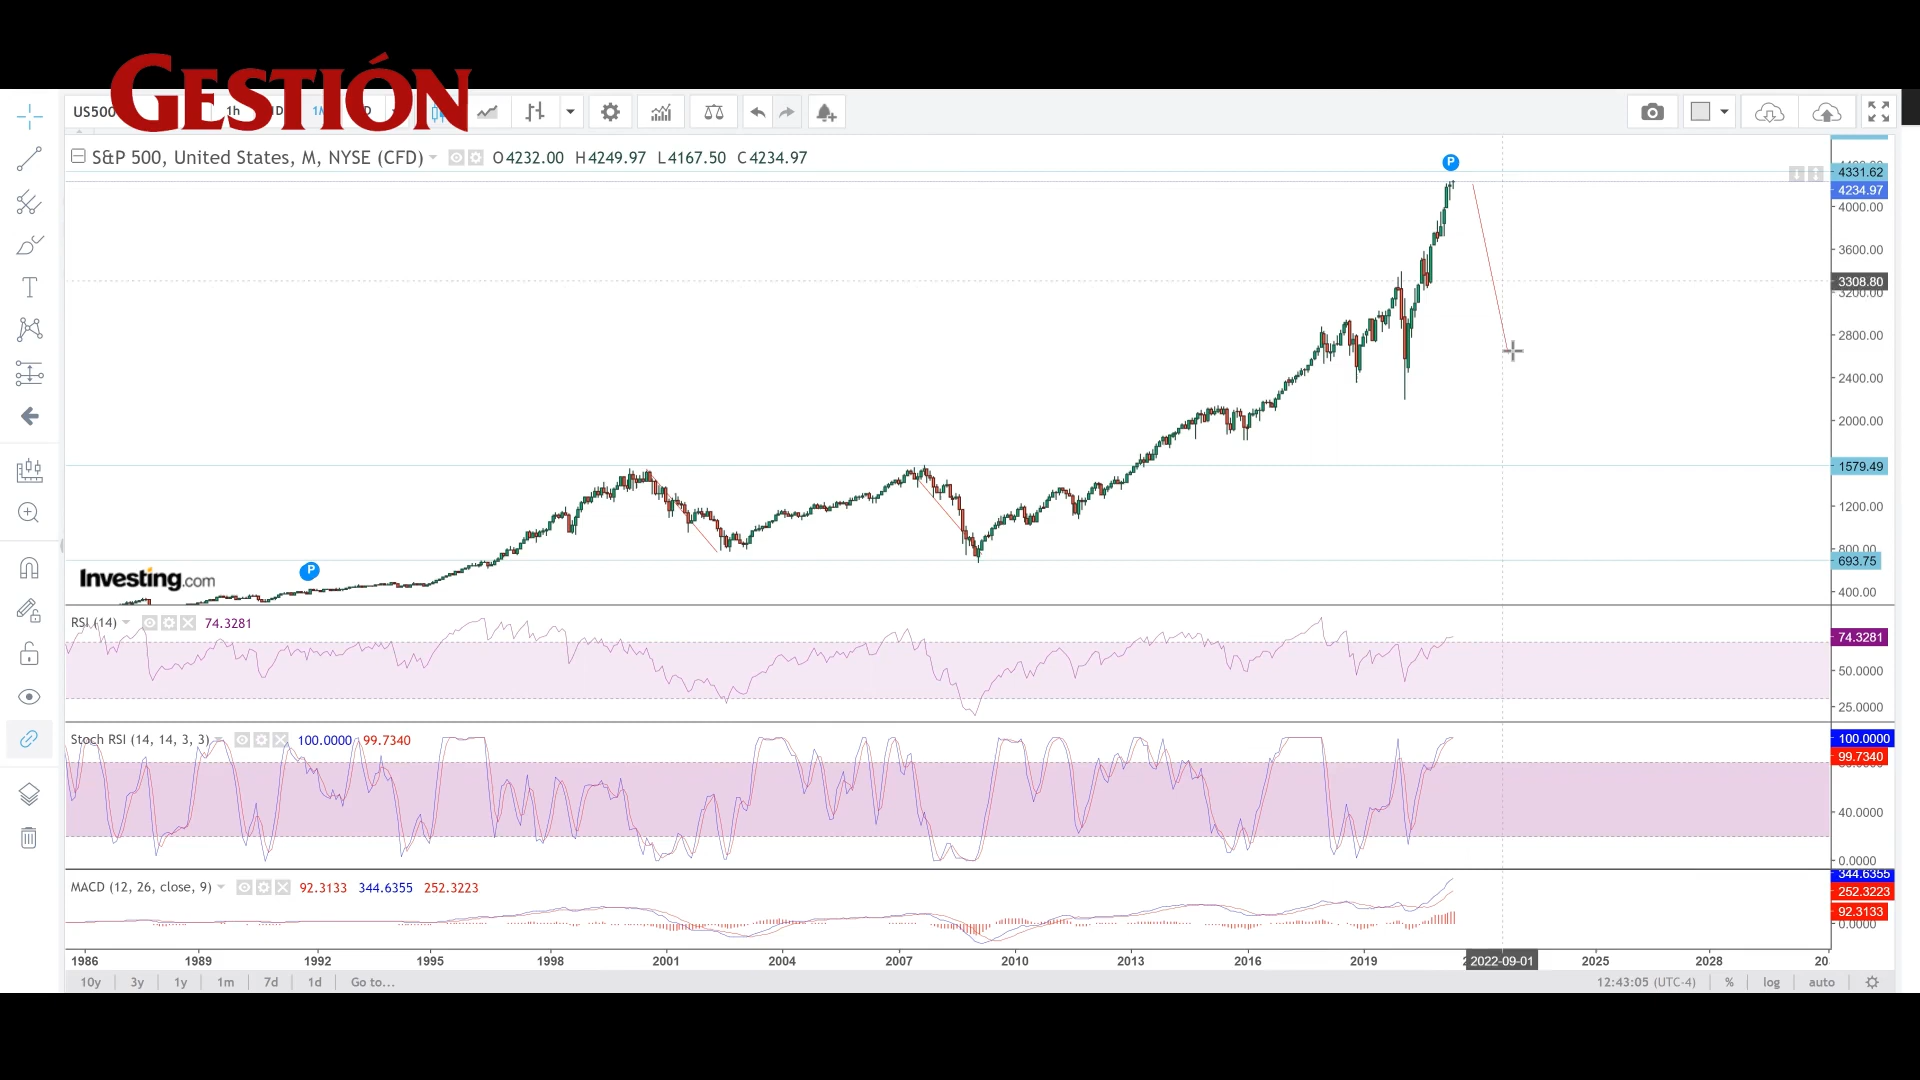 GESTIÓN
US500 1h 1M D
S&P 500, United States, M, NYSE (CFD) O4232.00 H4249.97 L4167.50 C4234.97
P
4331.62
4234.97
4000.00
3600.00
3308.80
3200.00
2800.00
2400.00
2000.00
1579.49
1200.00
800.00
693.75
400.00
Investing.com
P
RSI (14) 74.3281
74.3281
50.0000
25.0000
Stoch RSI (14, 14, 3, 3) 100.0000 99.7340
100.0000
99.7340
40.0000
0.0000
MACD (12, 26, close, 9) 92.3133 344.6355 252.3223
344.6355
252.3223
92.3133
0.0000
1986 1989 1992 1995 1998 2001 2004 2007 2010 2013 2016 2019 2022-09-01 2025 2028 20
10y 3y 1y 1m 7d 1d Go to... 12:43:05 (UTC-4) % log auto